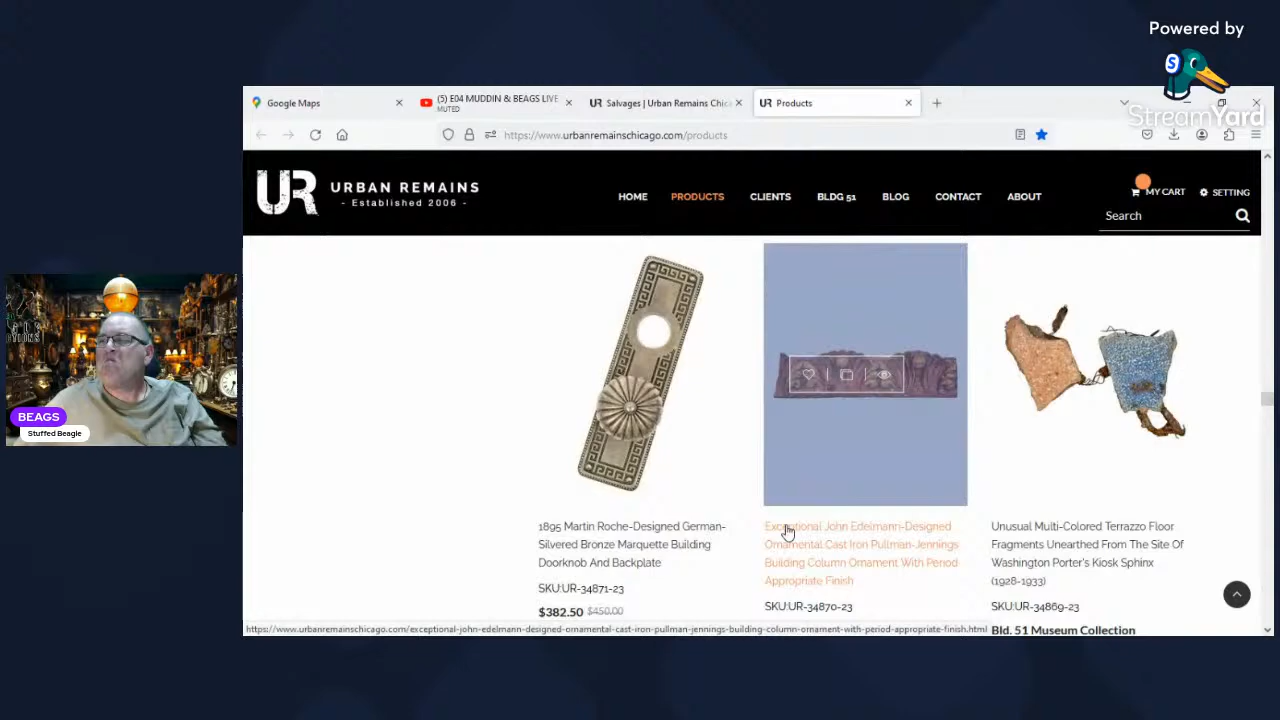 Powered by
S
StreamYard
Google Maps
(5) E04 MUDDIN & BEAGS LIVE
MUTED
UR Salvages | Urban Remains Chic
UR Products
https://www.urbanremainschicago.com/products
UR URBAN REMAINS
- Established 2006 -
HOME PRODUCTS CLIENTS BLDG 51 BLOG CONTACT ABOUT
MY CART SETTING
Search
BEAGS
Stuffed Beagle
1895 Martin Roche-Designed German-
Silvered Bronze Marquette Building
Doorknob And Backplate
SKU:UR-34871-23
$382.50 $450.00
Exceptional John Edelmann-Designed
Ornamental Cast Iron Pullman-Jennings
Building Column Ornament With Period
Appropriate Finish
SKU:UR-34870-23
Unusual Multi-Colored Terrazzo Floor
Fragments Unearthed From The Site Of
Washington Porter's Kiosk Sphinx
(1928-1933)
SKU:UR-34869-23
Bld. 51 Museum Collection
https://www.urbanremainschicago.com/exceptional-john-edelmann-designed-ornamental-cast-iron-pullman-jennings-building-column-ornament-with-period-appropriate-finish.html